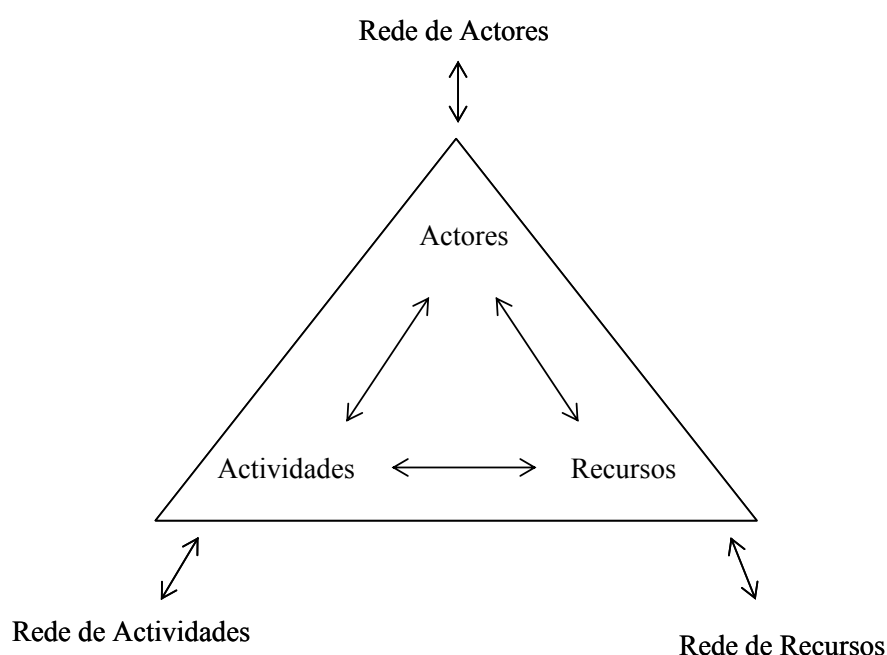 Rede de Actores
Actores
Actividades
Recursos
Rede de Actividades
Rede de Recursos